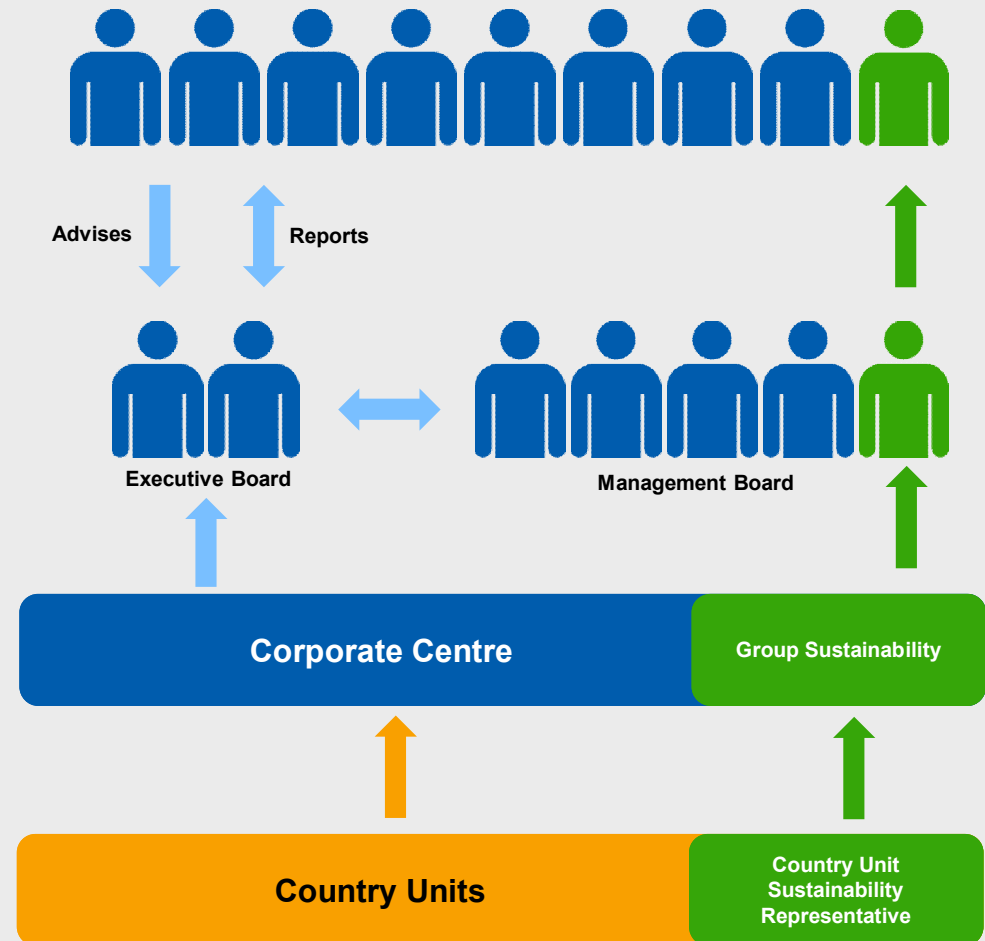 Advises
Reports
Executive Board
Management Board
Corporate Centre
Group Sustainability
Country Units
Country Unit
Sustainability
Representative